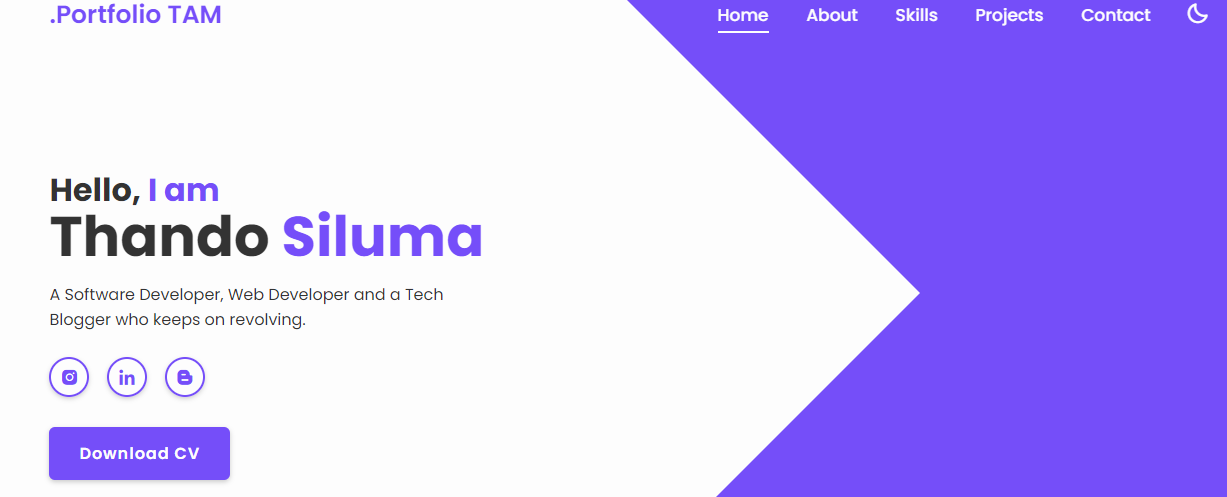 .Portfolio TAM
Home About Skills Projects Contact
Hello, I am
Thando Siluma
A Software Developer, Web Developer and a Tech
Blogger who keeps on revolving.
in
Download CV